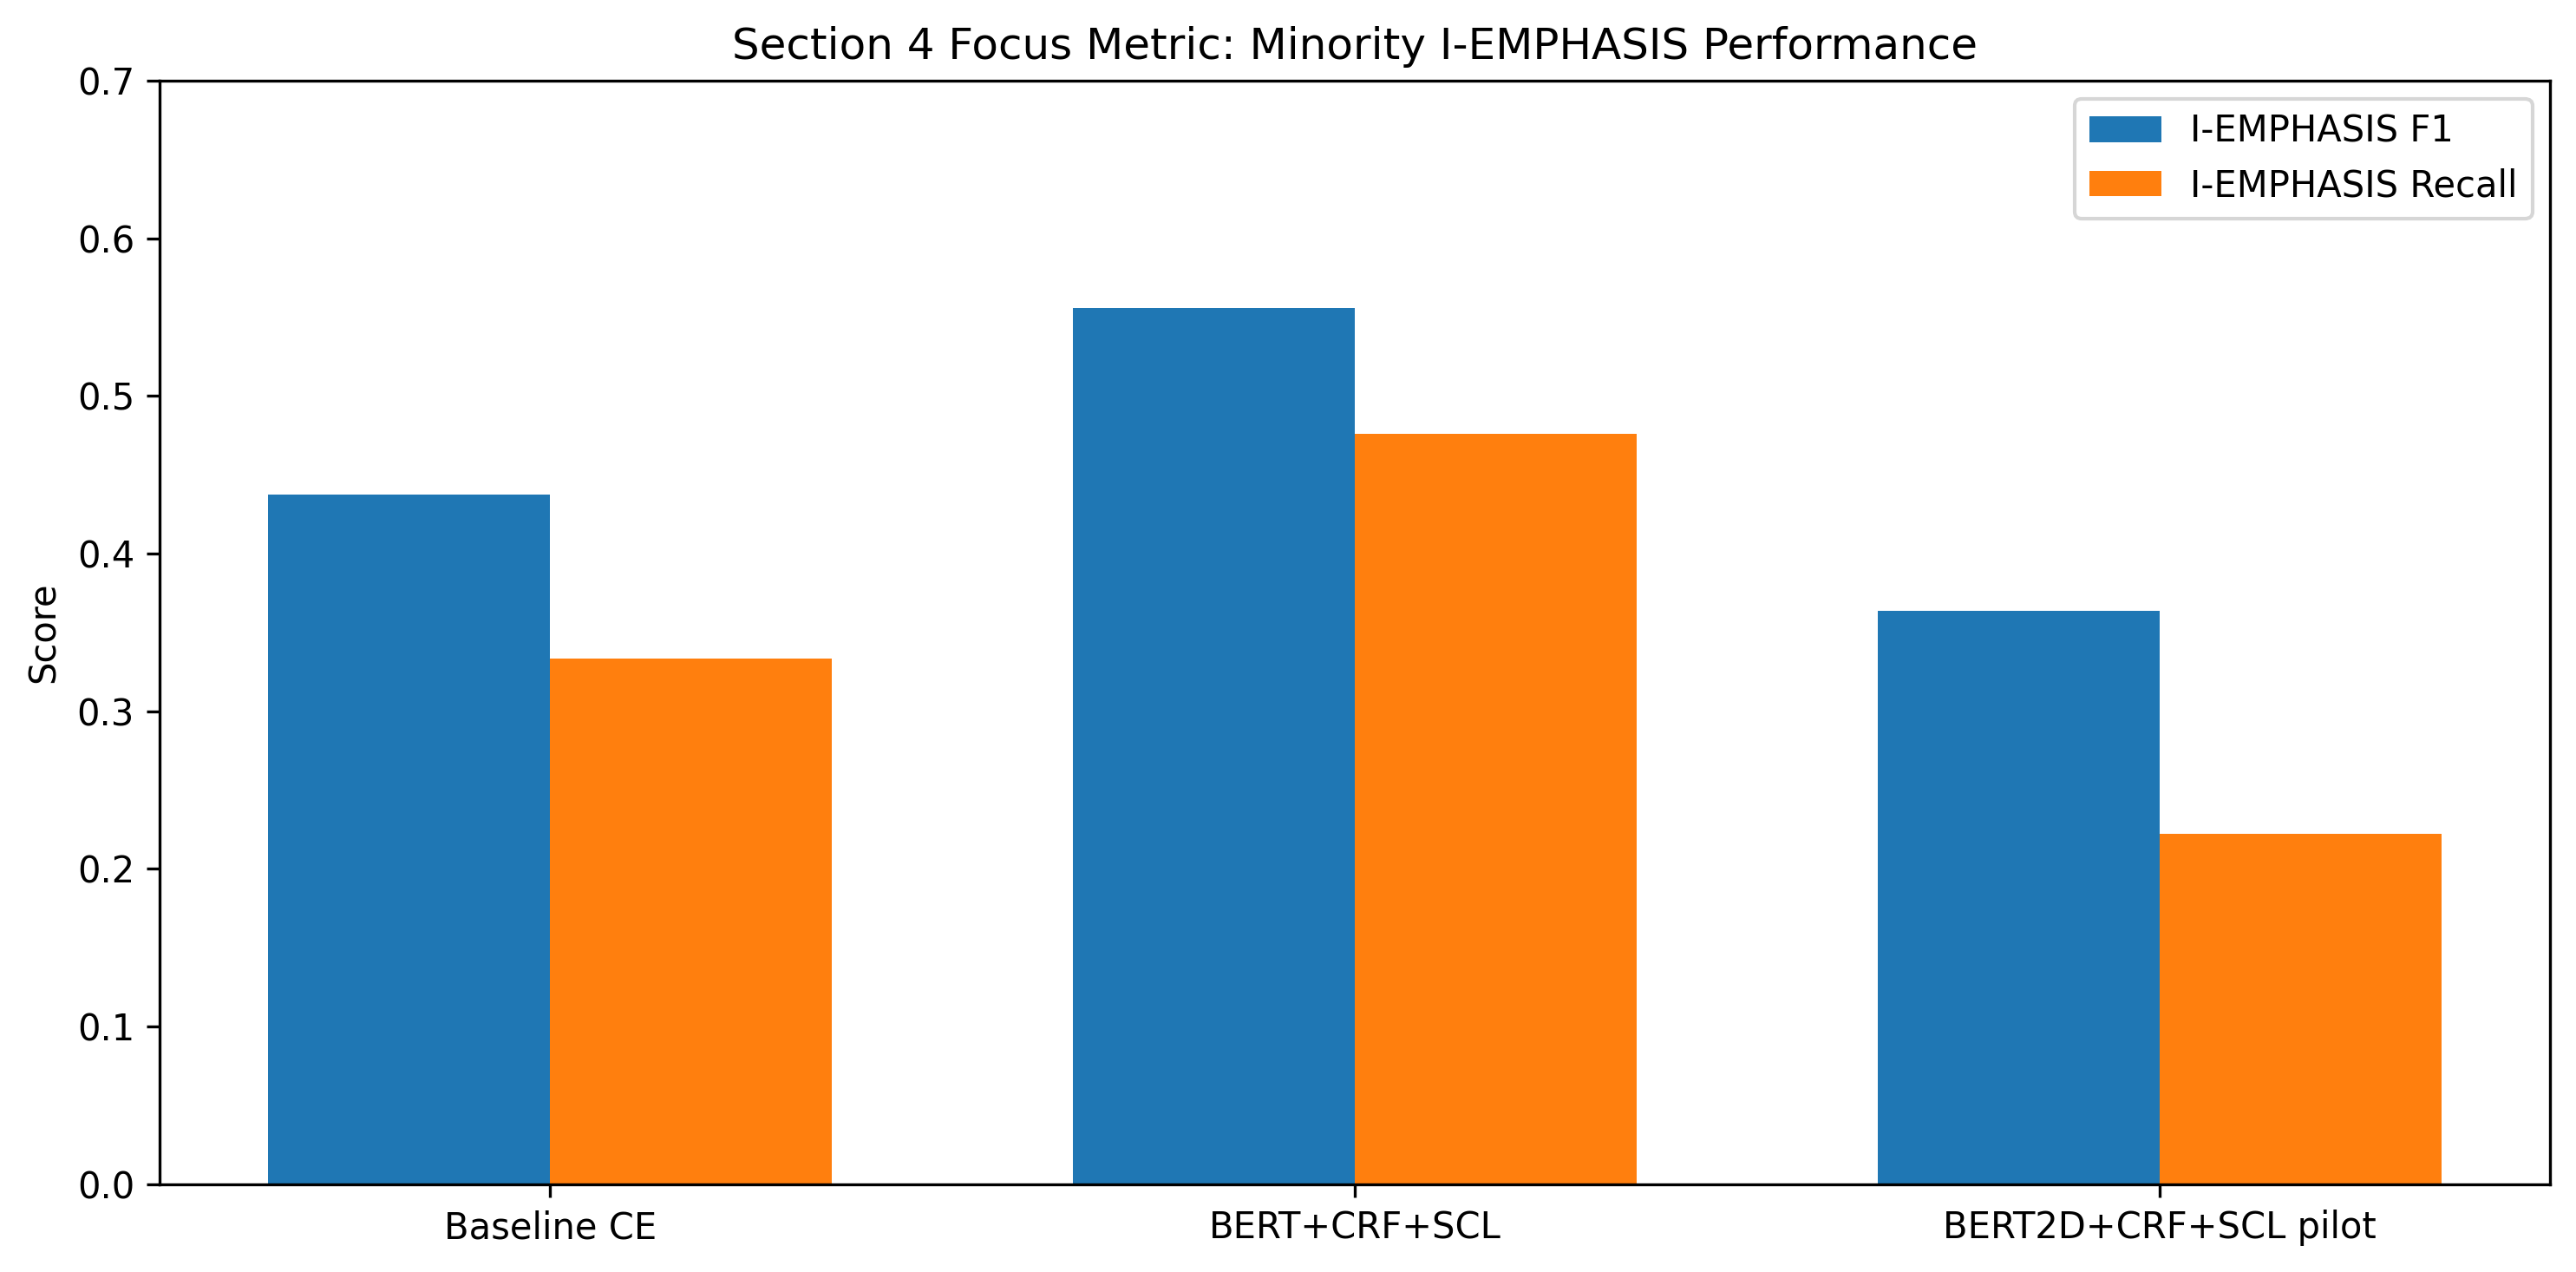 Section 4 Focus Metric: Minority I-EMPHASIS Performance
I-EMPHASIS F1
I-EMPHASIS Recall
Score
0.7
0.6
0.5
0.4
0.3
0.2
0.1
0.0
Baseline CE
BERT+CRF+SCL
BERT2D+CRF+SCL pilot